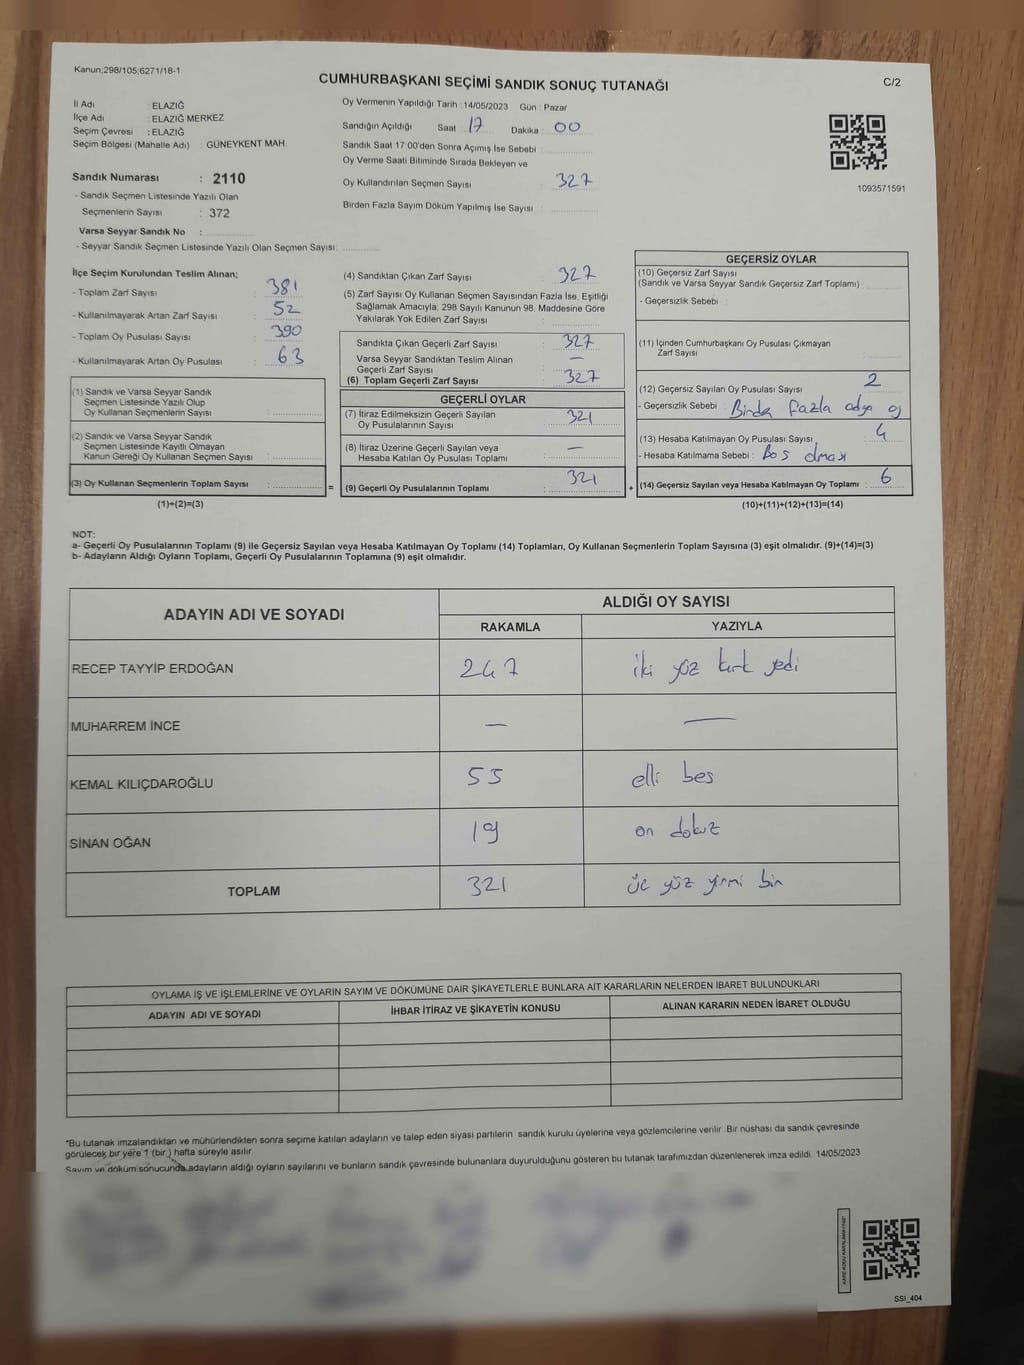 Kanun;298/105;6271/18-1
CUMHURBAŞKANI SEÇİMİ SANDIK SONUÇ TUTANAĞI
C/2
İl Adı : ELAZIĞ
İlçe Adı : ELAZIĞ MERKEZ
Seçim Çevresi : ELAZIĞ
Seçim Bölgesi (Mahalle Adı) : GÜNEYKENT MAH.
Sandık Numarası : 2110
- Sandık Seçmen Listesinde Yazılı Olan
Seçmenlerin Sayısı : 372
Varsa Seyyar Sandık No :
- Seyyar Sandık Seçmen Listesinde Yazılı Olan Seçmen Sayısı:
Oy Vermenin Yapıldığı Tarih : 14/05/2023 Gün : Pazar
Sandığın Açıldığı Saat : 17 Dakika : 00
Sandık Saat 17:00'den Sonra Açımış İse Sebebi :
Oy Verme Saati Bitiminde Sırada Bekleyen ve
Oy Kullandırılan Seçmen Sayısı : 327
Birden Fazla Sayım Döküm Yapılmış İse Sayısı :
1093571591
İlçe Seçim Kurulundan Teslim Alınan;
- Toplam Zarf Sayısı : 381
- Kullanılmayarak Artan Zarf Sayısı : 52
- Toplam Oy Pusulası Sayısı : 390
- Kullanılmayarak Artan Oy Pusulası : 63
(1) Sandık ve Varsa Seyyar Sandık
Seçmen Listesinde Yazılı Olup
Oy Kullanan Seçmenlerin Sayısı :
(2) Sandık ve Varsa Seyyar Sandık
Seçmen Listesinde Kayıtlı Olmayan
Kanun Gereği Oy Kullanan Seçmen Sayısı :
(3) Oy Kullanan Seçmenlerin Toplam Sayısı :
(1)+(2)=(3)
(4) Sandıktan Çıkan Zarf Sayısı : 327
(5) Zarf Sayısı Oy Kullanan Seçmen Sayısından Fazla İse, Eşitliği
Sağlamak Amacıyla; 298 Sayılı Kanunun 98. Maddesine Göre
Yakılarak Yok Edilen Zarf Sayısı :
Sandıkta Çıkan Geçerli Zarf Sayısı : 327
Varsa Seyyar Sandıktan Teslim Alınan
Geçerli Zarf Sayısı : —
(6) Toplam Geçerli Zarf Sayısı : 327
GEÇERLİ OYLAR
(7) İtiraz Edilmeksizin Geçerli Sayılan
Oy Pusulalarının Sayısı : 321
(8) İtiraz Üzerine Geçerli Sayılan veya
Hesaba Katılan Oy Pusulası Toplamı : —
= (9) Geçerli Oy Pusulalarının Toplamı : 321
GEÇERSİZ OYLAR
(10) Geçersiz Zarf Sayısı
(Sandık ve Varsa Seyyar Sandık Geçersiz Zarf Toplamı) :
- Geçersizlik Sebebi :
(11) İçinden Cumhurbaşkanı Oy Pusulası Çıkmayan
Zarf Sayısı :
(12) Geçersiz Sayılan Oy Pusulası Sayısı : 2
- Geçersizlik Sebebi : Birden fazla adya oy
(13) Hesaba Katılmayan Oy Pusulası Sayısı : 4
- Hesaba Katılmama Sebebi : Bos olması
+ (14) Geçersiz Sayılan veya Hesaba Katılmayan Oy Toplamı : 6
(10)+(11)+(12)+(13)=(14)
NOT:
a- Geçerli Oy Pusulalarının Toplamı (9) ile Geçersiz Sayılan veya Hesaba Katılmayan Oy Toplamı (14) Toplamları, Oy Kullanan Seçmenlerin Toplam Sayısına (3) eşit olmalıdır. (9)+(14)=(3)
b- Adayların Aldığı Oyların Toplamı, Geçerli Oy Pusulalarının Toplamına (9) eşit olmalıdır.
ADAYIN ADI VE SOYADI
ALDIĞI OY SAYISI
RAKAMLA YAZIYLA
RECEP TAYYİP ERDOĞAN 247 iki yüz kırk yedi
MUHARREM İNCE — —
KEMAL KILIÇDAROĞLU 55 elli bes
SİNAN OĞAN 19 on dokuz
TOPLAM 321 üc yüz yirmi bir
OYLAMA İŞ VE İŞLEMLERİNE VE OYLARIN SAYIM VE DÖKÜMÜNE DAİR ŞİKAYETLERLE BUNLARA AİT KARARLARIN NELERDEN İBARET BULUNDUKLARI
ADAYIN ADI VE SOYADI İHBAR İTİRAZ VE ŞİKAYETİN KONUSU ALINAN KARARIN NEDEN İBARET OLDUĞU
*Bu tutanak imzalandıktan ve mühürlendikten sonra seçime katılan adayların ve talep eden siyasi partilerin sandık kurulu üyelerine veya gözlemcilerine verilir. Bir nüshası da sandık çevresinde
görülecek bir yere 1 (bir ) hafta süreyle asılır.
Sayım ve döküm sonucunda adayların aldığı oyların sayılarını ve bunların sandık çevresinde bulunanlara duyurulduğunu gösteren bu tutanak tarafımızdan düzenlenerek imza edildi. 14/05/2023
SSI_404